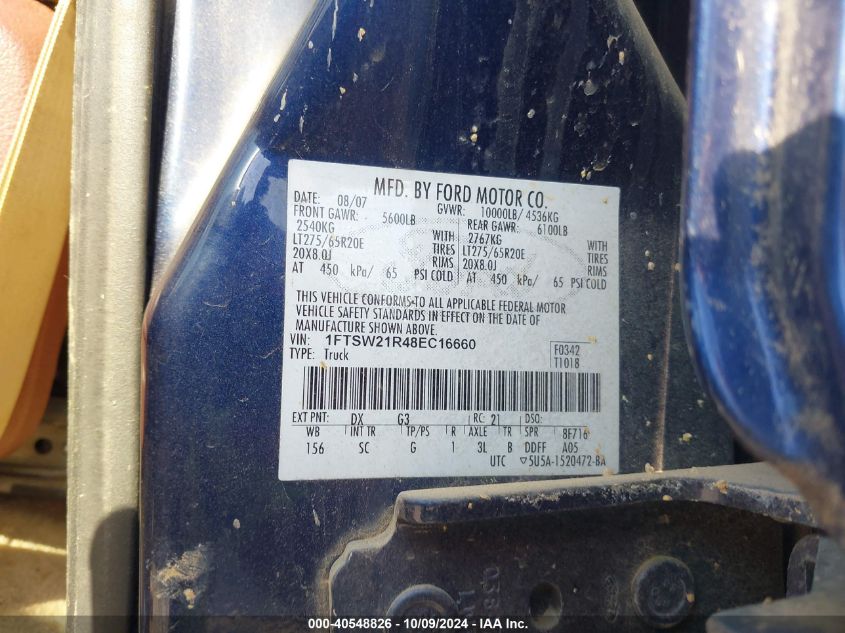 MFD. BY FORD MOTOR CO.
DATE: 08/07 GVWR: 10000LB/ 4536KG
FRONT GAWR: 5600LB REAR GAWR: 6100LB
2540KG WITH 2767KG WITH
LT275/65R20E TIRES LT275/65R20E TIRES
20X8.0J RIMS 20X8.0J RIMS
AT 450 kPa/ 65 PSI COLD AT 450 kPa/ 65 PSI COLD
THIS VEHICLE CONFORMS TO ALL APPLICABLE FEDERAL MOTOR
VEHICLE SAFETY STANDARDS IN EFFECT ON THE DATE OF
MANUFACTURE SHOWN ABOVE.
VIN: 1FTSW21R48EC16660 F0342
TYPE: Truck T1018
EXT PNT: DX G3 RC: 21 DSO:
WB INT TR TP/PS R AXLE TR SPR 8F716
156 SC G 1 3L B DDFF A05
UTC ▽5U5A-1520472-BA
000-40548826 - 10/09/2024 - IAAI.com